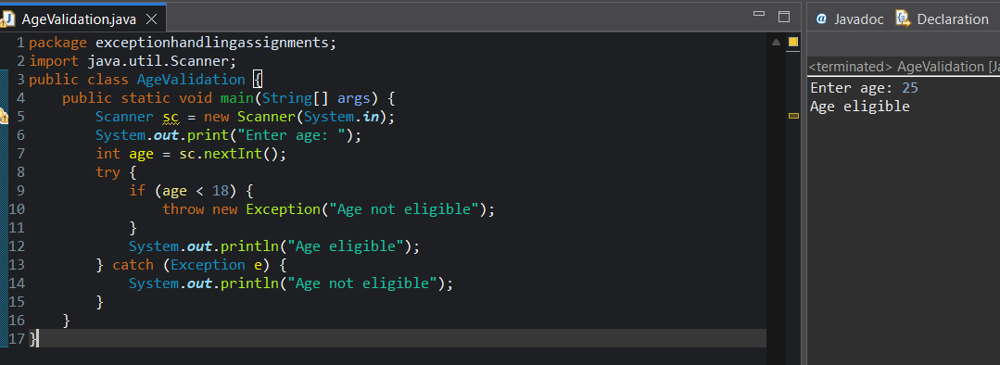 AgeValidation.java
1 package exceptionhandlingassignments;
2 import java.util.Scanner;
3 public class AgeValidation {
4     public static void main(String[] args) {
5         Scanner sc = new Scanner(System.in);
6         System.out.print("Enter age: ");
7         int age = sc.nextInt();
8         try {
9             if (age < 18) {
10                 throw new Exception("Age not eligible");
11             }
12             System.out.println("Age eligible");
13         } catch (Exception e) {
14             System.out.println("Age not eligible");
15         }
16     }
17 }
@ Javadoc Declaration
<terminated> AgeValidation [Ja
Enter age: 25
Age eligible